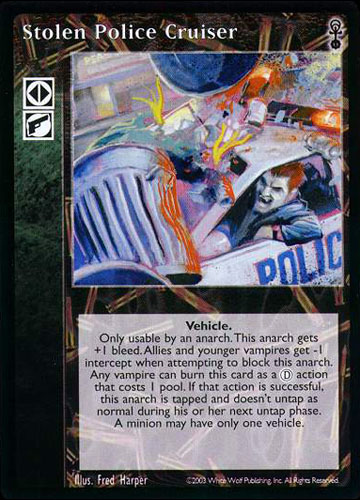 Stolen Police Cruiser
POLIC
Vehicle.
Only usable by an anarch. This anarch gets
+1 bleed. Allies and younger vampires get -1
intercept when attempting to block this anarch.
Any vampire can burn this card as a Ⓓ action
that costs 1 pool. If that action is successful,
this anarch is tapped and doesn't untap as
normal during his or her next untap phase.
A minion may have only one vehicle.
Illus. Fred Harper
©2003 White Wolf Publishing, Inc. All Rights Reserved.